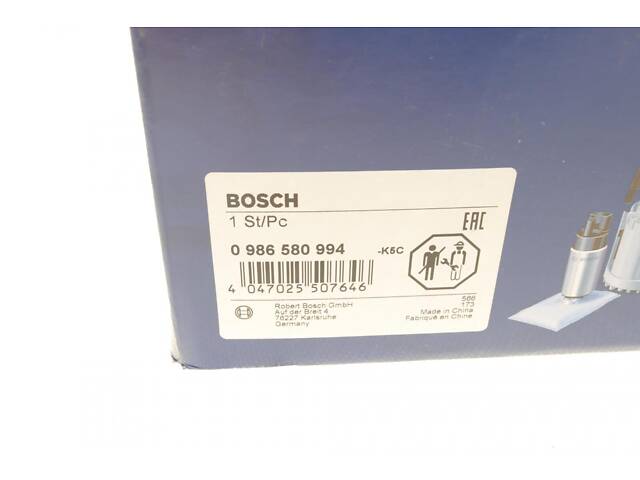 BOSCH
1 St/Pc
EAC
0 986 580 994 -K5C
4 047025 507646
Robert Bosch GmbH
Auf der Breit 4
76227 Karlsruhe
Germany
566
173
Made in China
Fabriqué en Chine